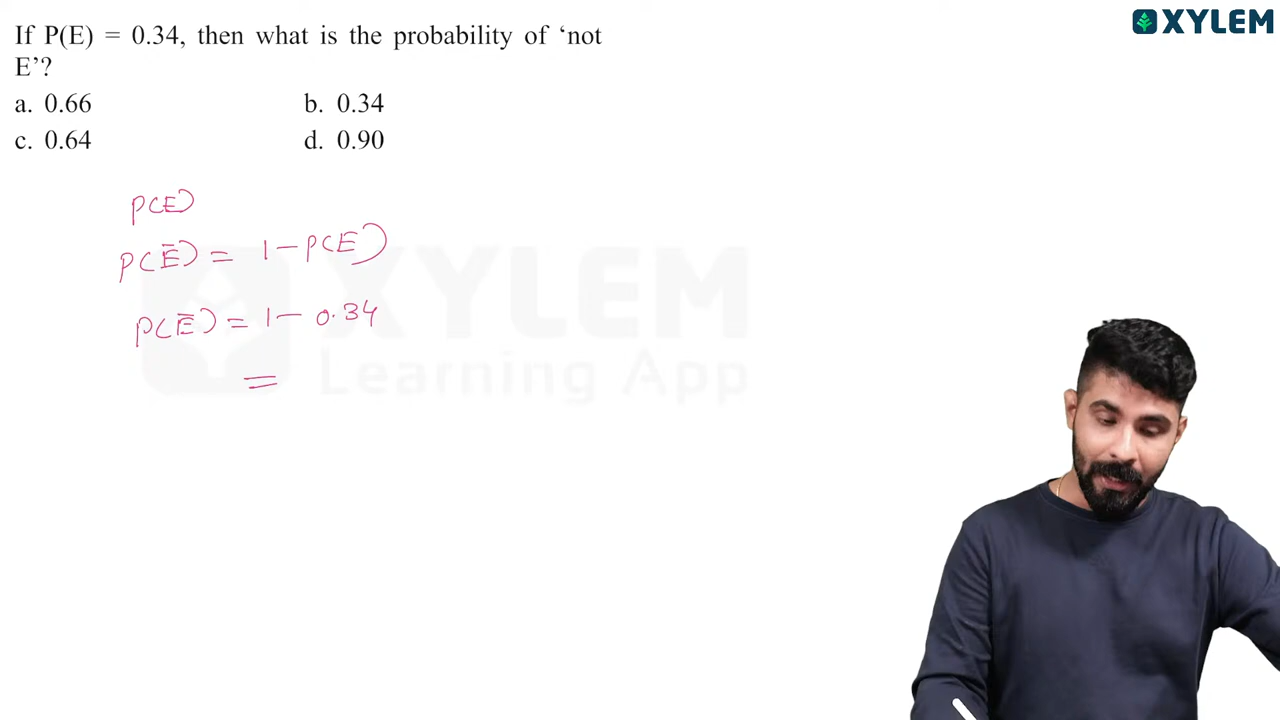 XYLEM
If P(E) = 0.34, then what is the probability of ‘not
E’?
a. 0.66 b. 0.34
c. 0.64 d. 0.90
P(E)
P(E̅) = 1 - P(E)
P(E̅) = 1 - 0.34
=
XYLEM
Learning App